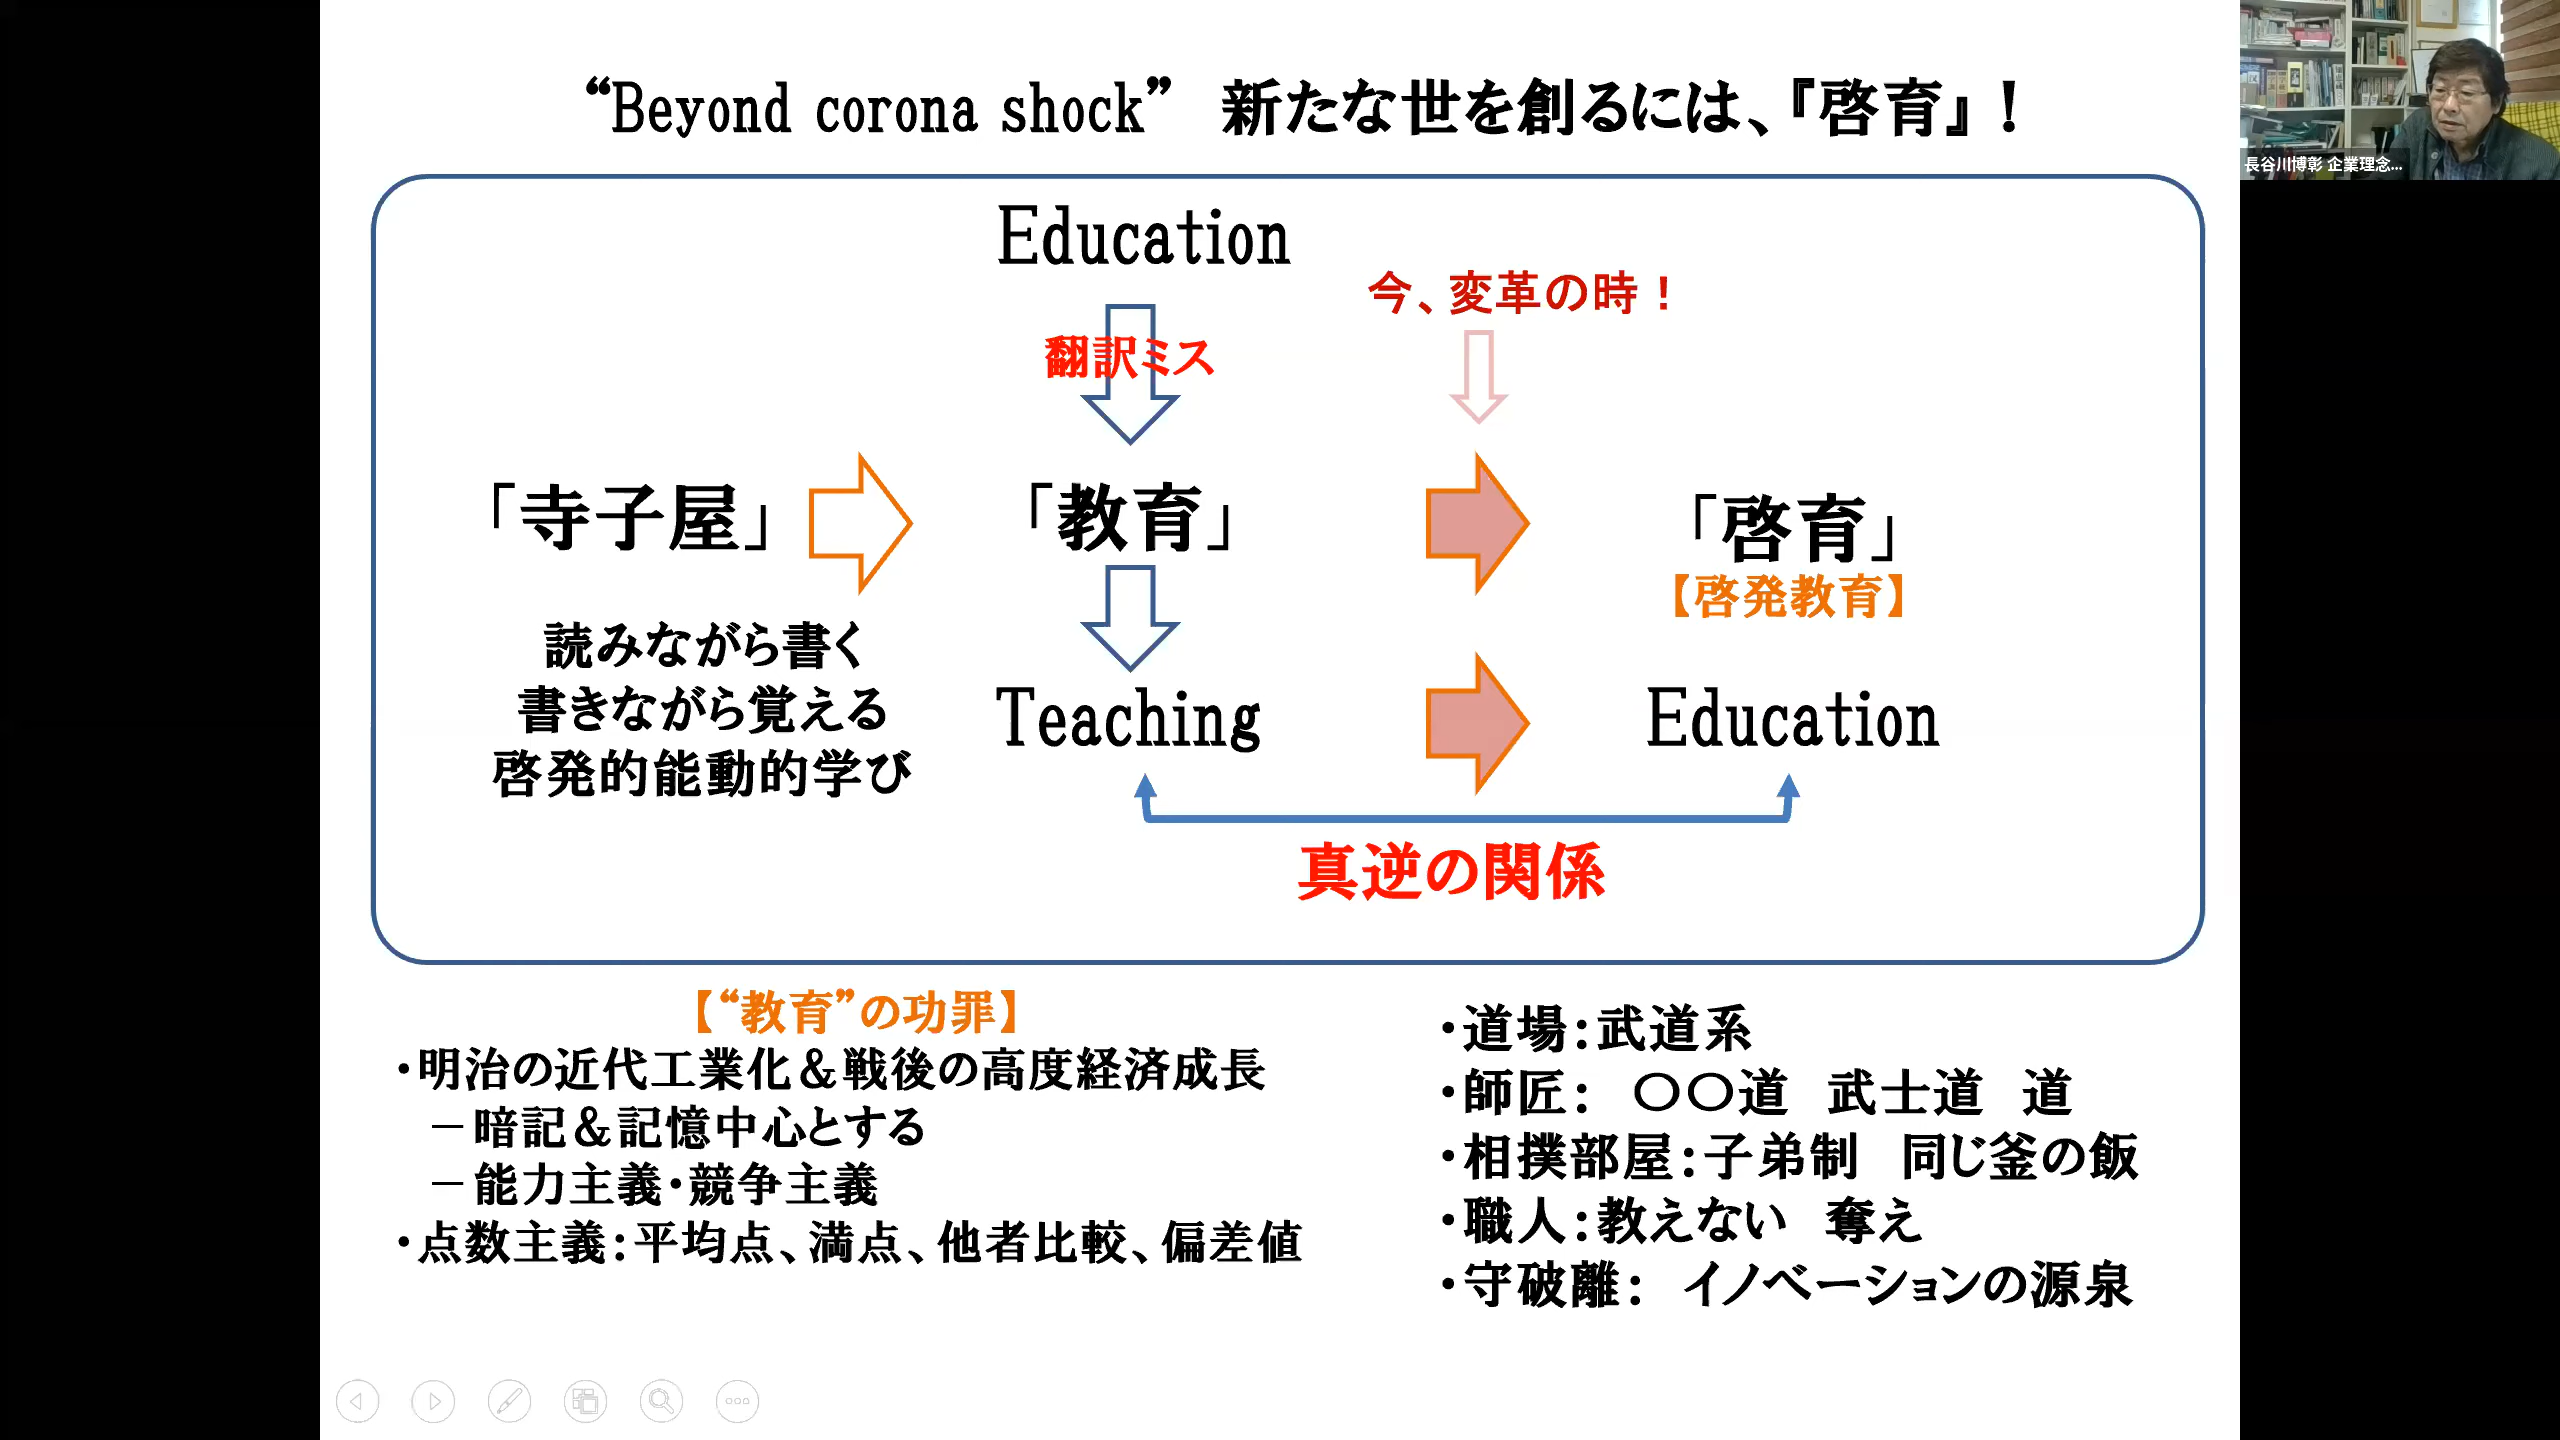 “Beyond corona shock” 新たな世を創るには、『啓育』！
長谷川博彰 企業理念...
Education
今、変革の時！
翻訳ミス
「寺子屋」
「教育」
「啓育」
【啓発教育】
読みながら書く
書きながら覚える
啓発的能動的学び
Teaching
Education
真逆の関係
【“教育”の功罪】
・明治の近代工業化＆戦後の高度経済成長
－暗記＆記憶中心とする
－能力主義・競争主義
・点数主義：平均点、満点、他者比較、偏差値
・道場：武道系
・師匠： 〇〇道 武士道 道
・相撲部屋：子弟制 同じ釜の飯
・職人：教えない 奪え
・守破離： イノベーションの源泉